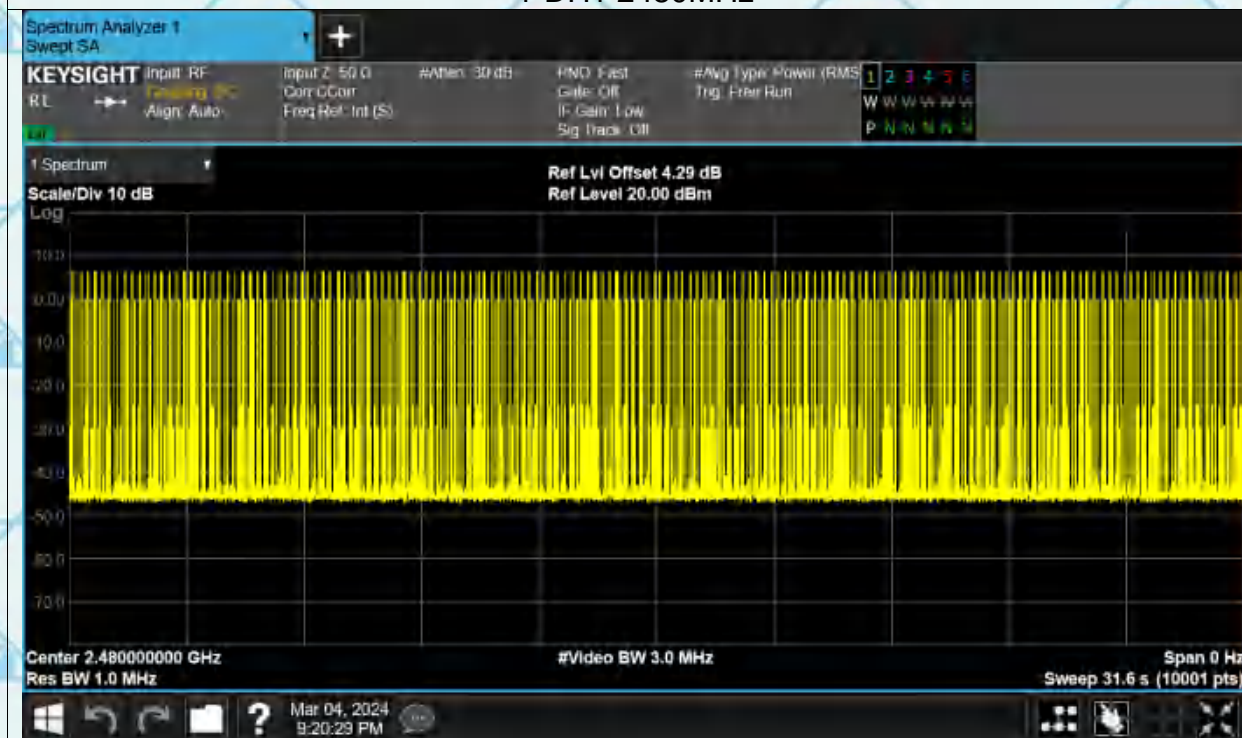 Spectrum Analyzer 1
Swept SA
+
KEYSIGHT Input: RF
RL
Coupling: DC
Align: Auto
Input Z: 50 Ω
Corr CCorr
Freq Ref: Int (S)
#Atten: 30 dB
PNO: Fast
Gate: Off
IF Gain: Low
Sig Track: Off
#Avg Type: Power (RMS
Trig: Free Run
1 2 3 4 5 6
W W W W W W
P N N N N N
1 Spectrum
Scale/Div 10 dB
Ref Lvl Offset 4.29 dB
Ref Level 20.00 dBm
Log
10.0
0.00
-10.0
-20.0
-30.0
-40.0
-50.0
-60.0
-70.0
Center 2.480000000 GHz
#Video BW 3.0 MHz
Span 0 Hz
Res BW 1.0 MHz
Sweep 31.6 s (10001 pts)
?
Mar 04, 2024
9:20:29 PM